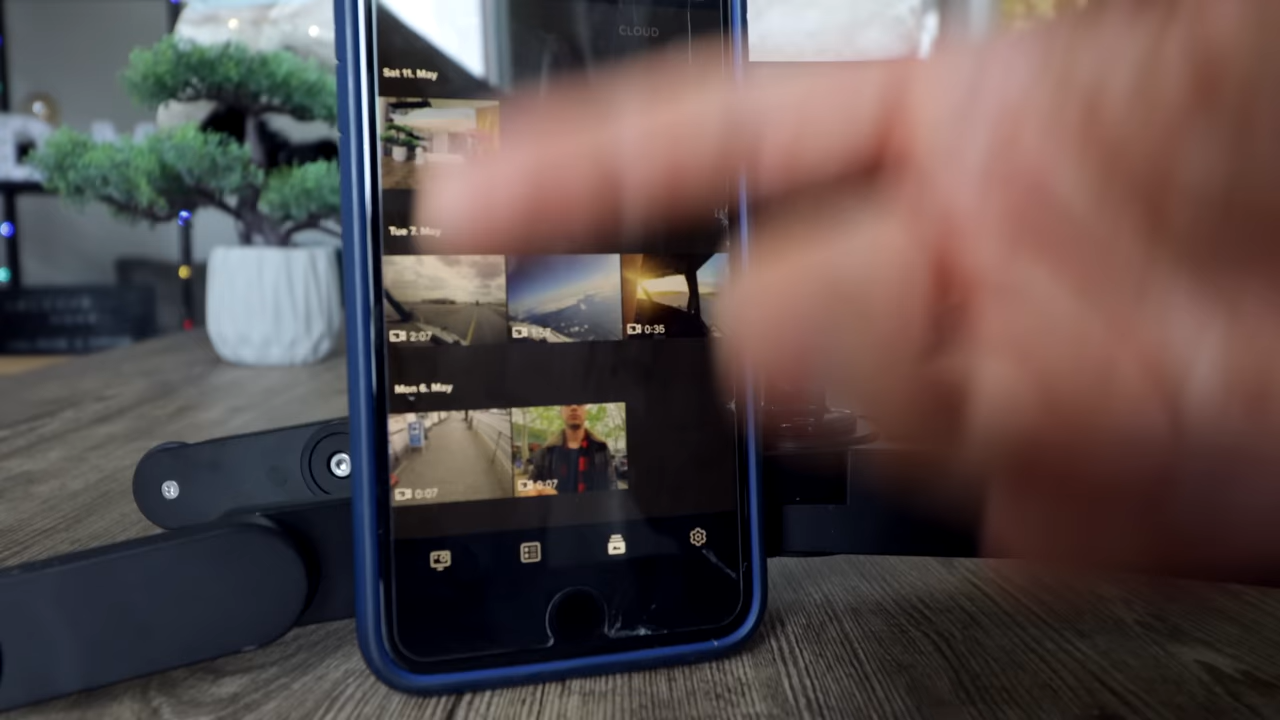 CLOUD
Sat 11. May
Tue 7. May
2:07
0:35
Mon 6. May
0:07
0:07